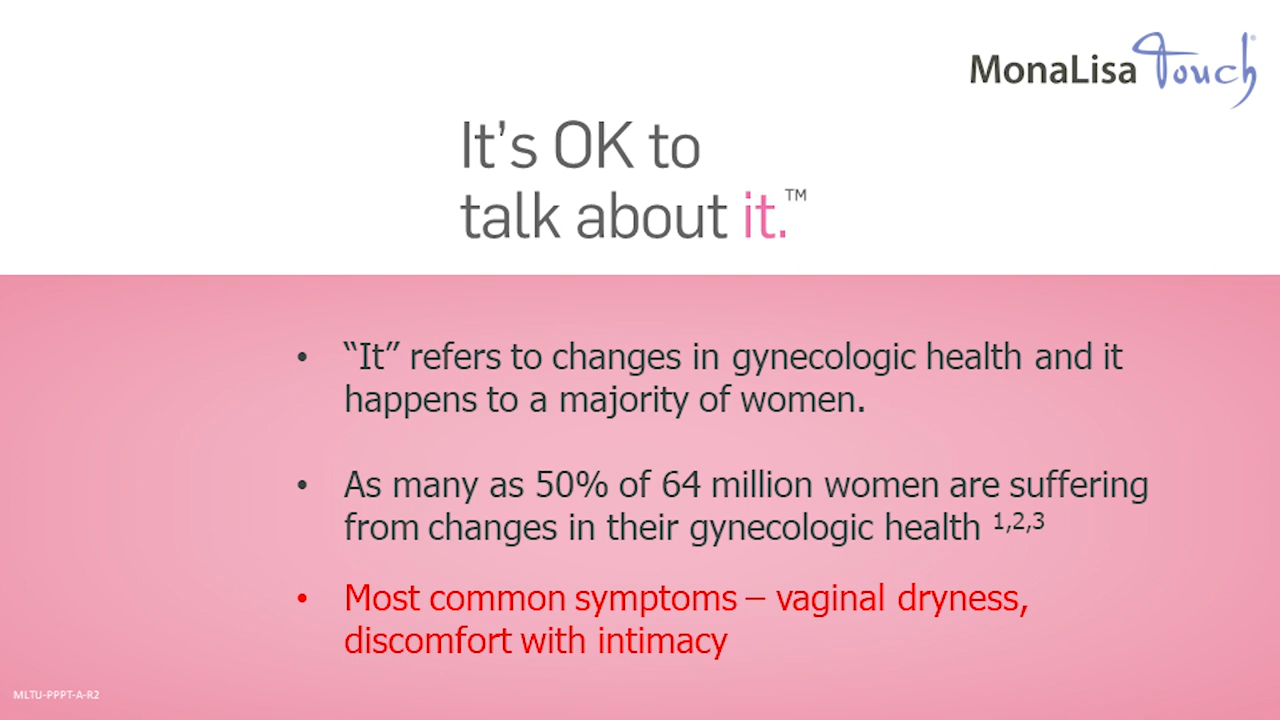 MonaLisa Touch®
It’s OK to
talk about it.™
• “It” refers to changes in gynecologic health and it
happens to a majority of women.
• As many as 50% of 64 million women are suffering
from changes in their gynecologic health 1,2,3
• Most common symptoms – vaginal dryness,
discomfort with intimacy
MLTU-PPPT-A-R2